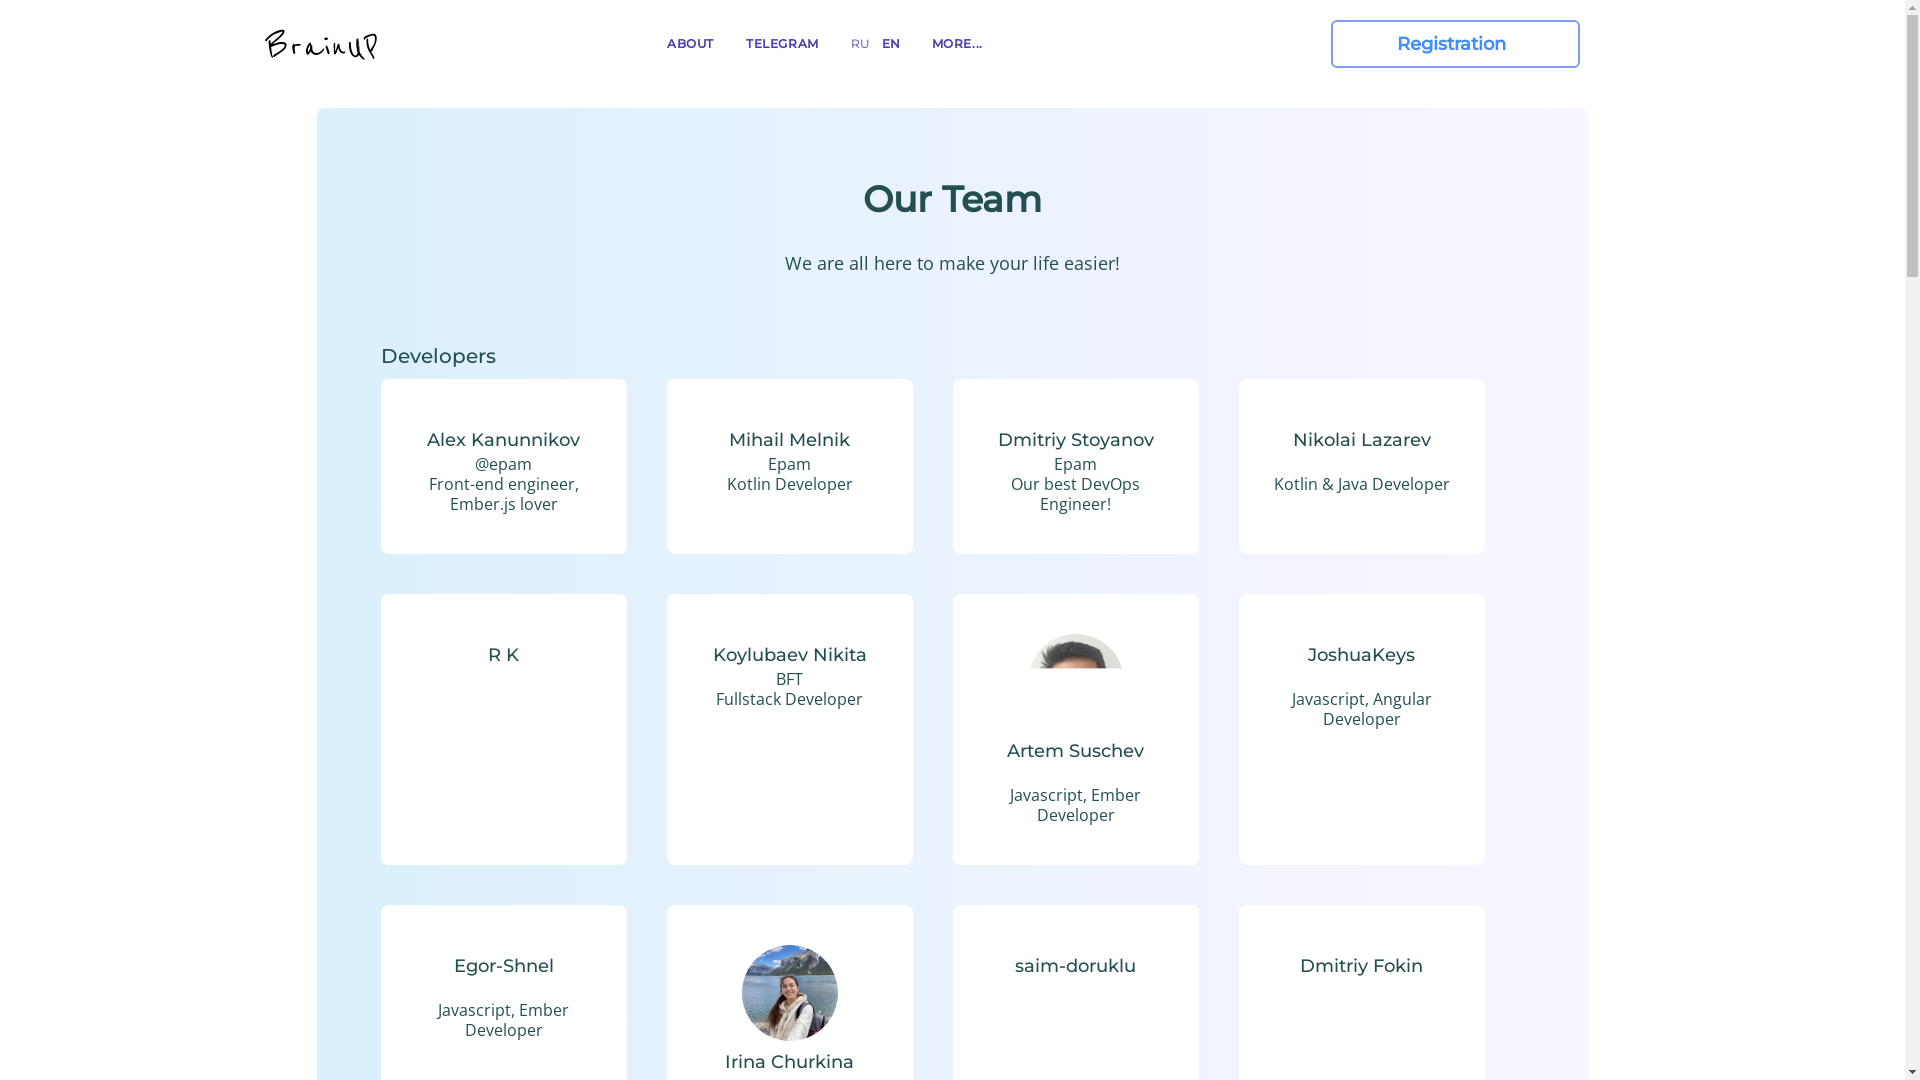 BrainUP
ABOUT
TELEGRAM
RU
EN
MORE...
Registration
Our Team
We are all here to make your life easier!
Developers
Alex Kanunnikov
@epam
Front-end engineer,
Ember.js lover
Mihail Melnik
Epam
Kotlin Developer
Dmitriy Stoyanov
Epam
Our best DevOps
Engineer!
Nikolai Lazarev
Kotlin & Java Developer
R K
Koylubaev Nikita
BFT
Fullstack Developer
Artem Suschev
Javascript, Ember
Developer
JoshuaKeys
Javascript, Angular
Developer
Egor-Shnel
Javascript, Ember
Developer
Irina Churkina
saim-doruklu
Dmitriy Fokin